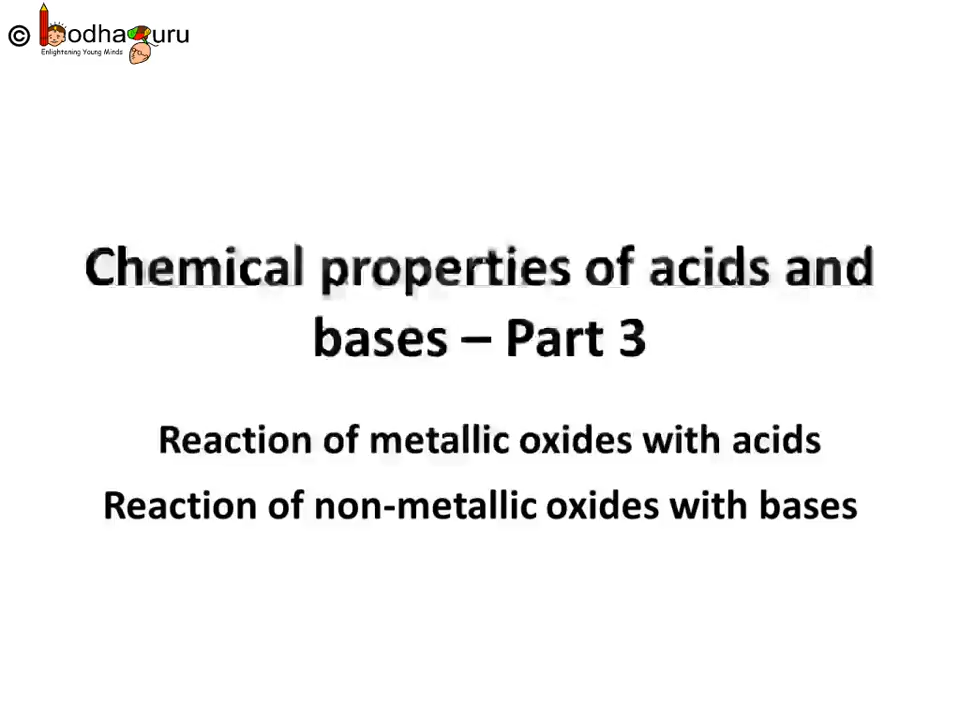 © BodhaGuru
Enlightening Young Minds
Chemical properties of acids and
bases – Part 3
Reaction of metallic oxides with acids
Reaction of non-metallic oxides with bases